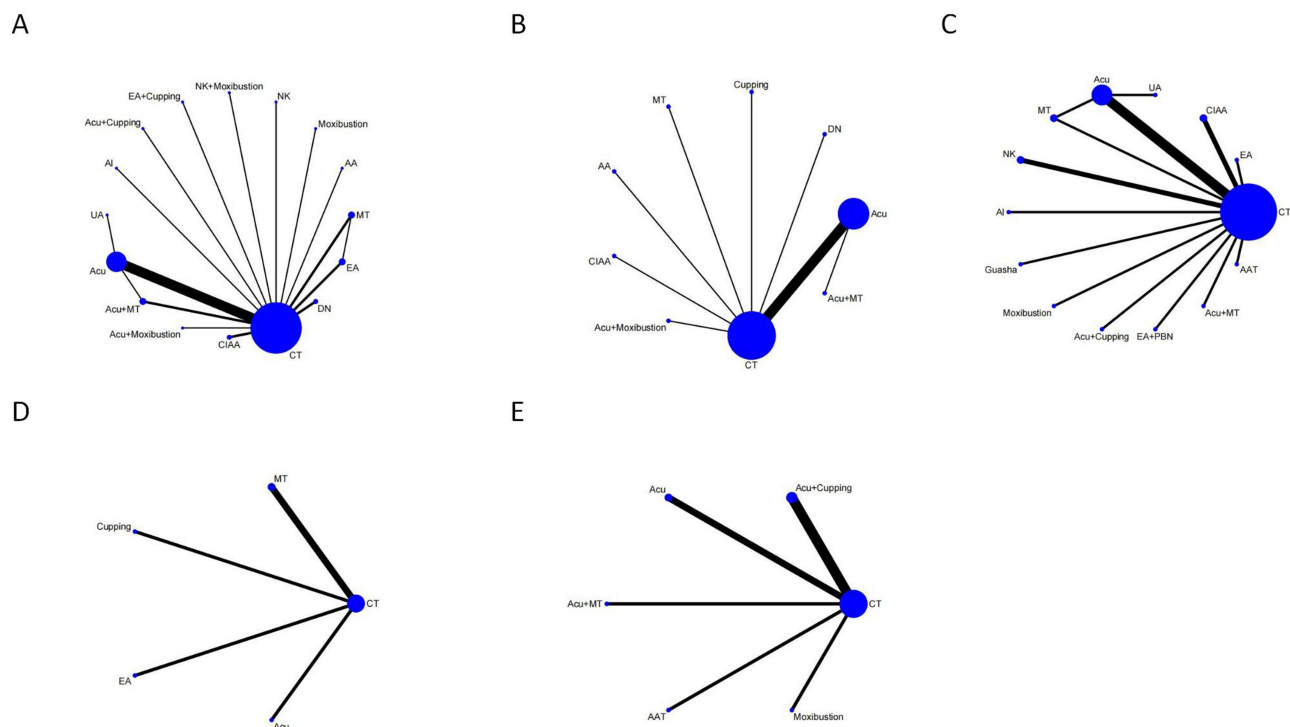 A
B
C
NK+Moxibustion
EA+Cupping
NK
Acu+Cupping
Moxibustion
AI
AA
UA
MT
Acu
EA
Acu+MT
DN
Acu+Moxibustion
CIAA
CT
Cupping
MT
DN
AA
Acu
CIAA
Acu+MT
Acu+Moxibustion
CT
Acu
UA
MT
CIAA
NK
EA
AI
CT
Guasha
AAT
Moxibustion
Acu+MT
Acu+Cupping
EA+PBN
D
E
MT
Cupping
CT
EA
Acu
Acu+Cupping
Acu
Acu+MT
CT
AAT
Moxibustion